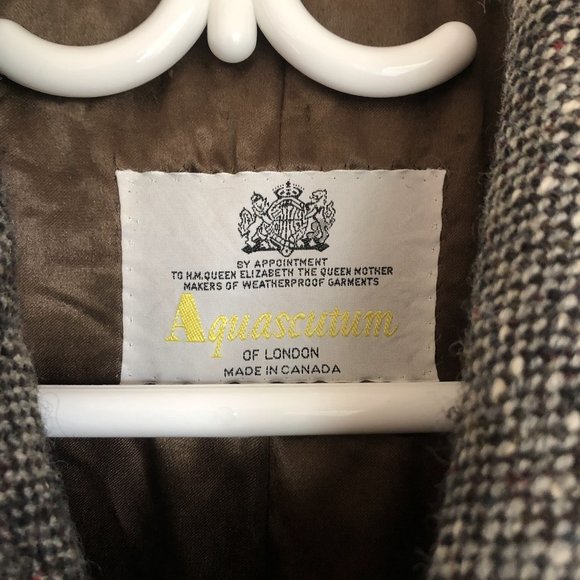 BY APPOINTMENT
TO H.M.QUEEN ELIZABETH THE QUEEN MOTHER
MAKERS OF WEATHERPROOF GARMENTS
Aquascutum
OF LONDON
MADE IN CANADA